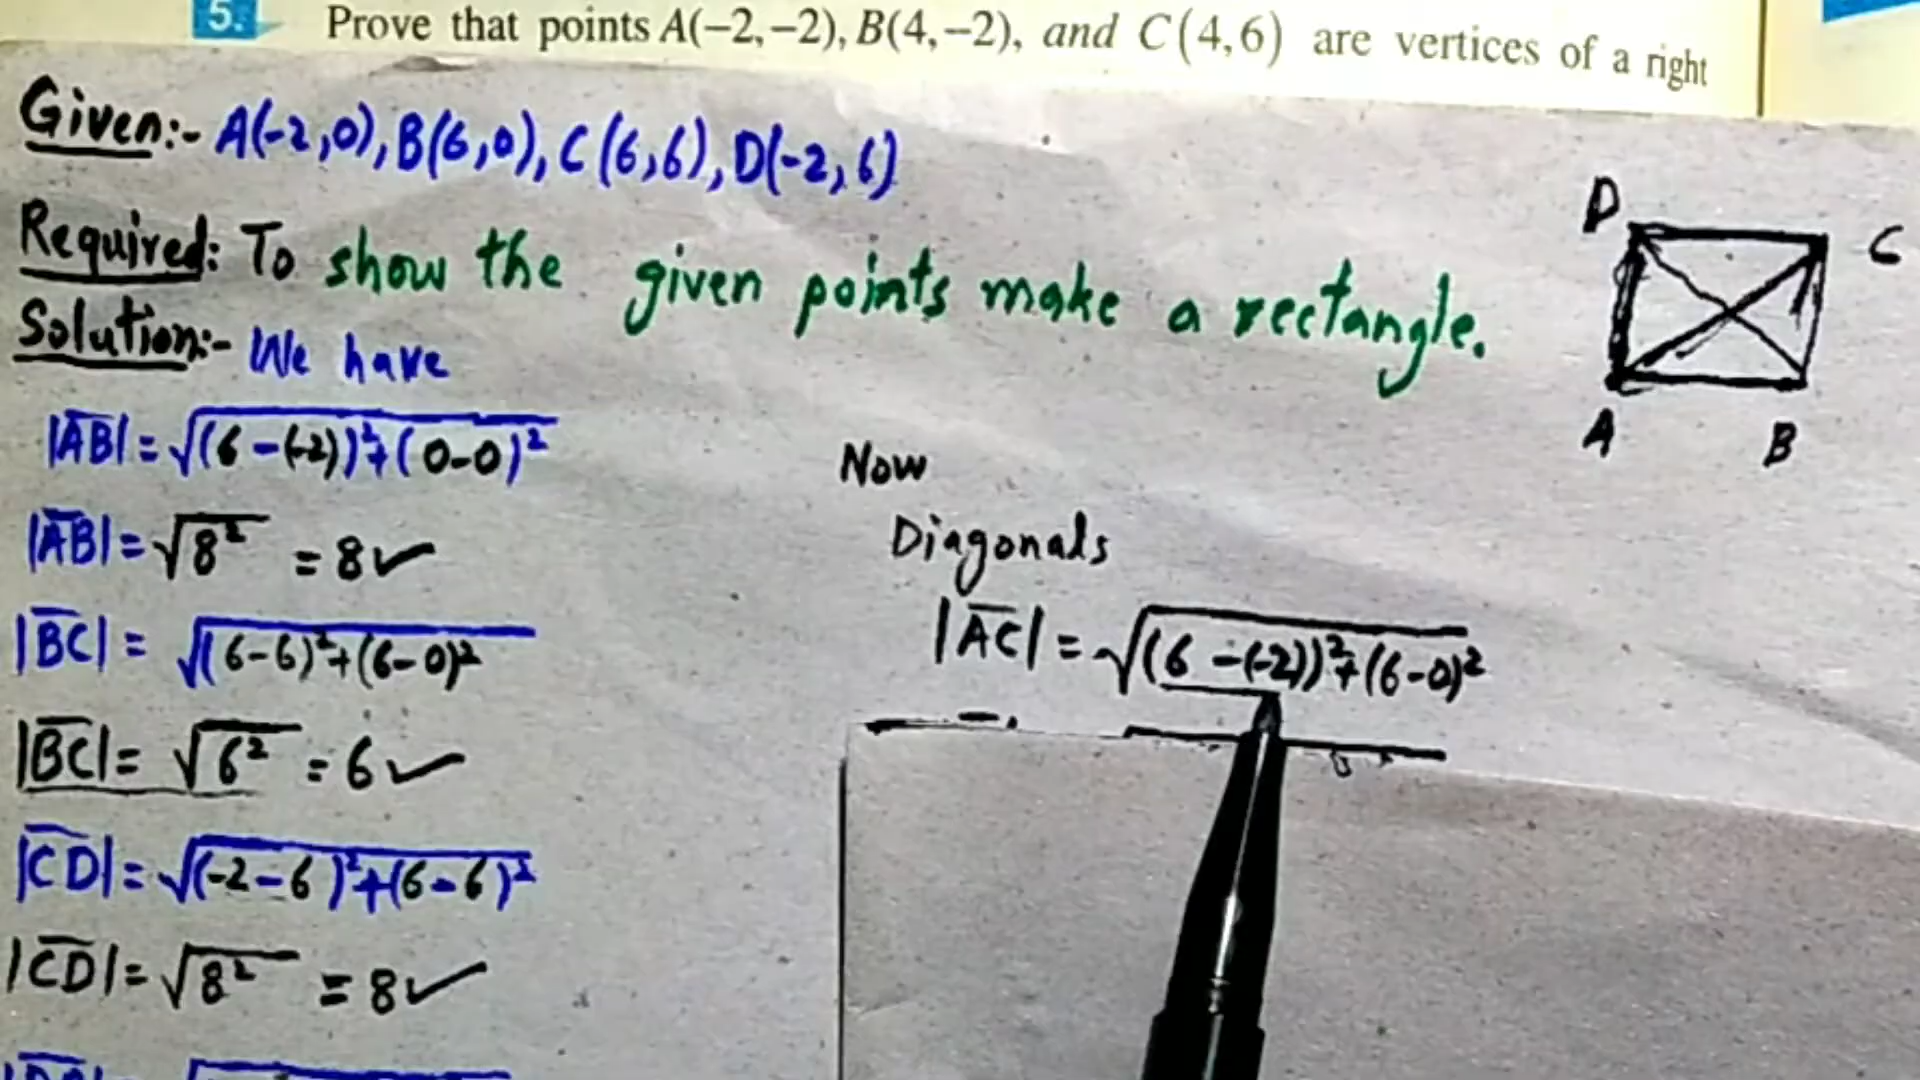 5. Prove that points A(−2,−2), B(4,−2), and C(4,6) are vertices of a right
Given:- A(-2,0), B(6,0), C(6,6), D(-2,6)
Required: To show the given points make a rectangle.
Solution:- We have
|AB| = √(6-(-2))²+(0-0)²
|AB| = √8² = 8✓
|BC| = √(6-6)²+(6-0)²
|BC| = √6² = 6✓
|CD| = √(-2-6)²+(6-6)²
|CD| = √8² = 8✓
Now
Diagonals
|AC| = √(6-(-2))²+(6-0)²
D
C
A
B